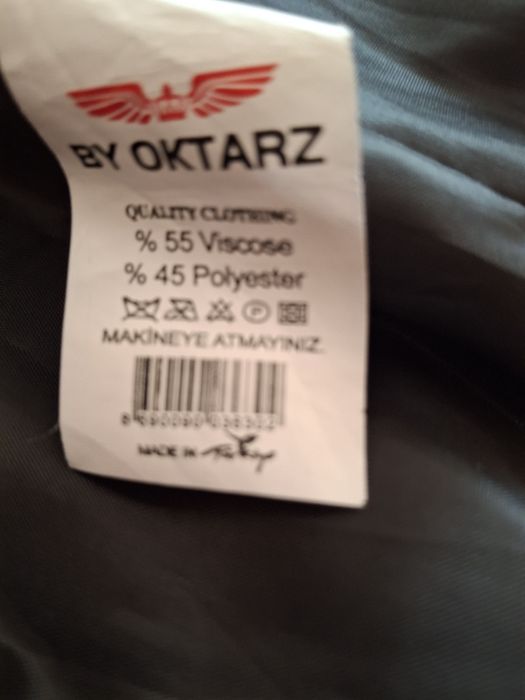 BY OKTARZ
QUALITY CLOTHING
% 55 Viscose
% 45 Polyester
P
MAKİNEYE ATMAYINIZ.
MADE IN Turkey